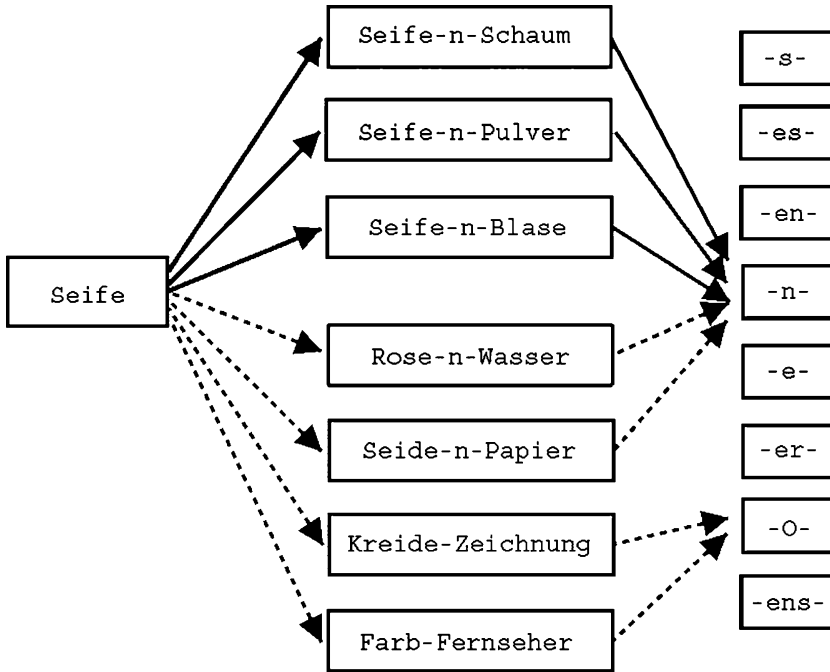 Seife
Seife-n-Schaum
Seife-n-Pulver
Seife-n-Blase
Rose-n-Wasser
Seide-n-Papier
Kreide-Zeichnung
Farb-Fernseher
-s-
-es-
-en-
-n-
-e-
-er-
-O-
-ens-